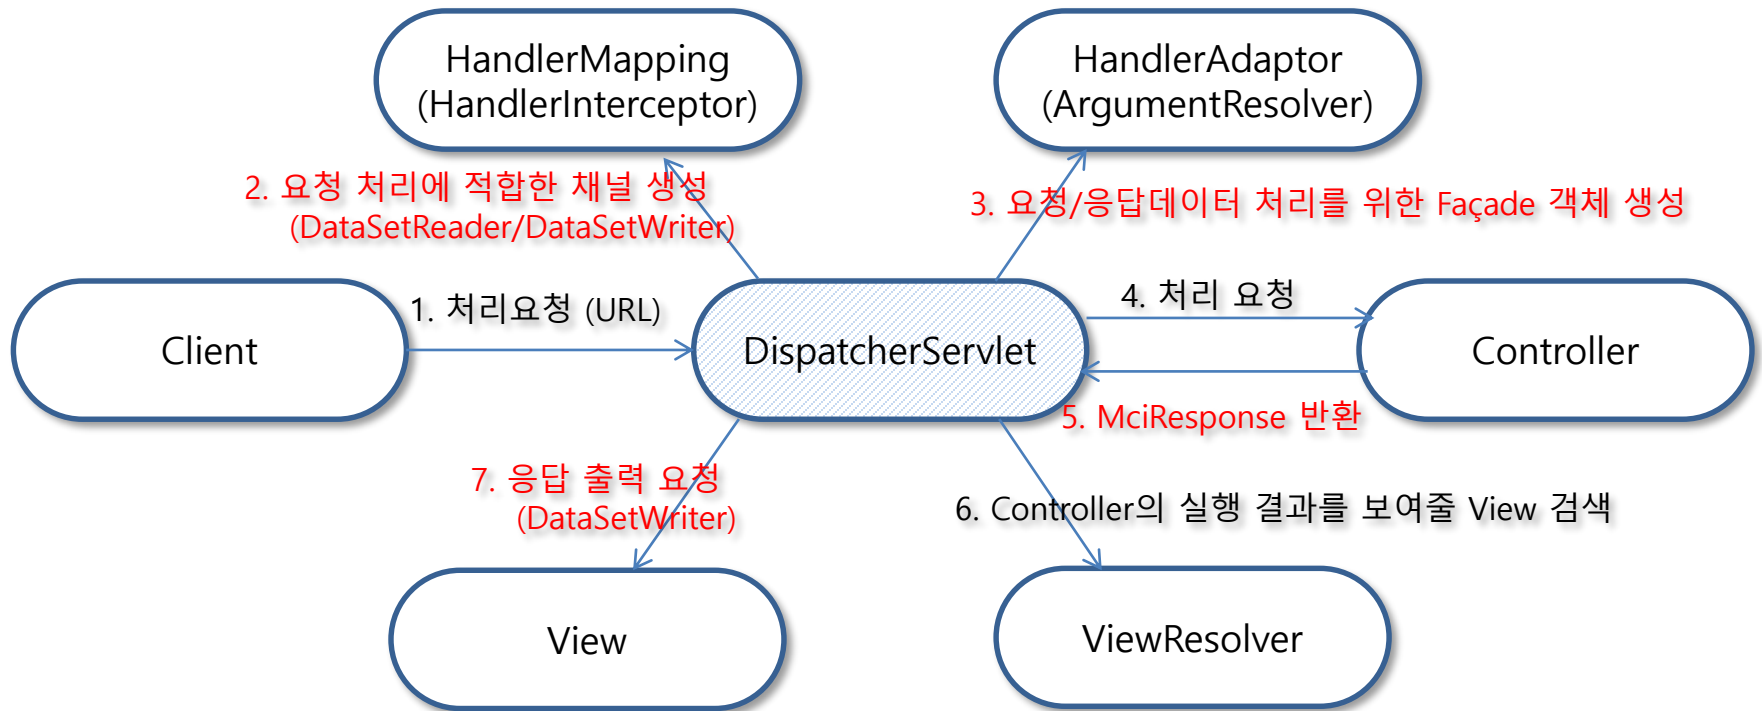 HandlerMapping
(HandlerInterceptor)
HandlerAdaptor
(ArgumentResolver)
2. 요청 처리에 적합한 채널 생성
(DataSetReader/DataSetWriter)
3. 요청/응답데이터 처리를 위한 Façade 객체 생성
1. 처리요청 (URL)
4. 처리 요청
Client
DispatcherServlet
Controller
5. MciResponse 반환
7. 응답 출력 요청
(DataSetWriter)
6. Controller의 실행 결과를 보여줄 View 검색
View
ViewResolver